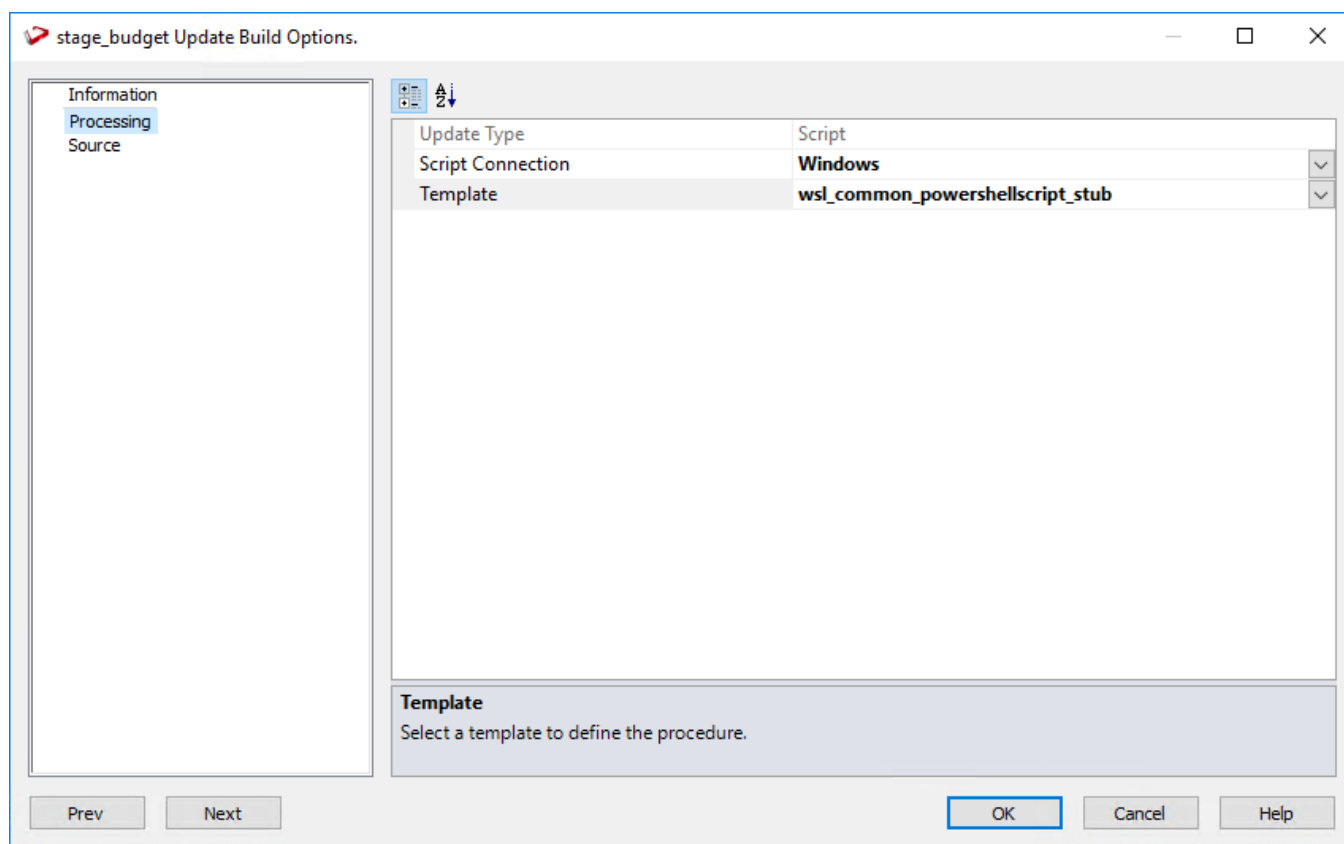 stage_budget Update Build Options.
Information
Processing
Source
Update Type Script
Script Connection Windows
Template wsl_common_powershellscript_stub
Template
Select a template to define the procedure.
Prev Next OK Cancel Help